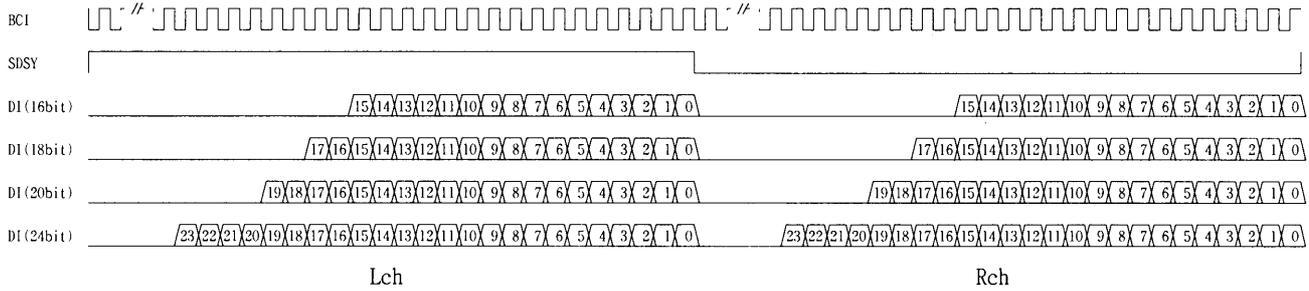 BCI
SDSY
DI(16bit) 15 14 13 12 11 10 9 8 7 6 5 4 3 2 1 0 15 14 13 12 11 10 9 8 7 6 5 4 3 2 1 0
DI(18bit) 17 16 15 14 13 12 11 10 9 8 7 6 5 4 3 2 1 0 17 16 15 14 13 12 11 10 9 8 7 6 5 4 3 2 1 0
DI(20bit) 19 18 17 16 15 14 13 12 11 10 9 8 7 6 5 4 3 2 1 0 19 18 17 16 15 14 13 12 11 10 9 8 7 6 5 4 3 2 1 0
DI(24bit) 23 22 21 20 19 18 17 16 15 14 13 12 11 10 9 8 7 6 5 4 3 2 1 0 23 22 21 20 19 18 17 16 15 14 13 12 11 10 9 8 7 6 5 4 3 2 1 0
Lch Rch